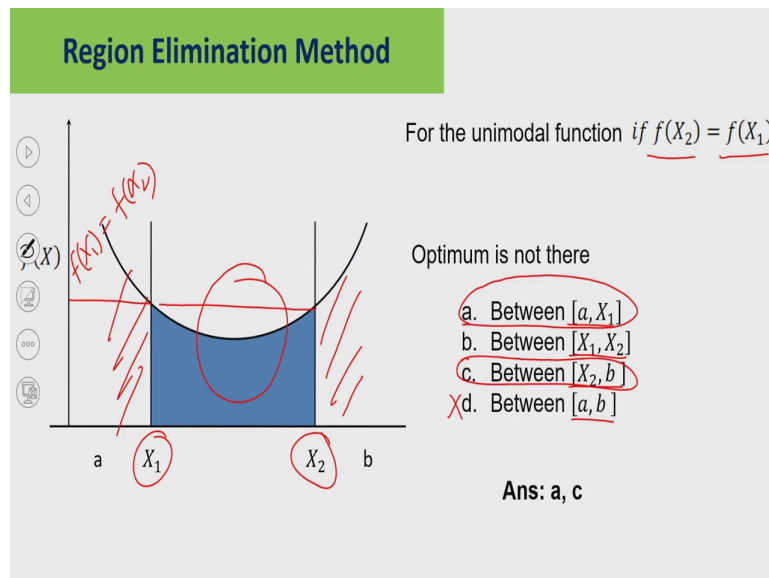 Region Elimination Method
For the unimodal function if f(X₂) = f(X₁)
f(x₁) = f(x₂)
(X)
Optimum is not there
a. Between [a, X₁]
b. Between [X₁, X₂]
c. Between [X₂, b]
Xd. Between [a, b]
a X₁ X₂ b
Ans: a, c